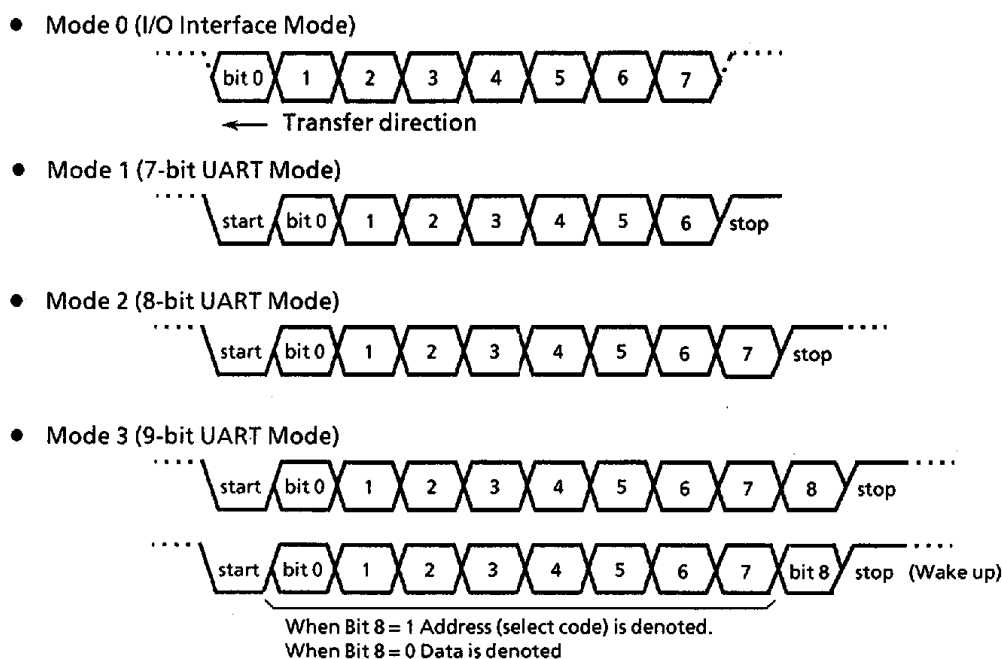 ● Mode 0 (I/O Interface Mode)
bit 0 1 2 3 4 5 6 7
← Transfer direction
● Mode 1 (7-bit UART Mode)
start bit 0 1 2 3 4 5 6 stop
● Mode 2 (8-bit UART Mode)
start bit 0 1 2 3 4 5 6 7 stop
● Mode 3 (9-bit UART Mode)
start bit 0 1 2 3 4 5 6 7 8 stop
start bit 0 1 2 3 4 5 6 7 bit 8 stop (Wake up)
When Bit 8 = 1 Address (select code) is denoted.
When Bit 8 = 0 Data is denoted